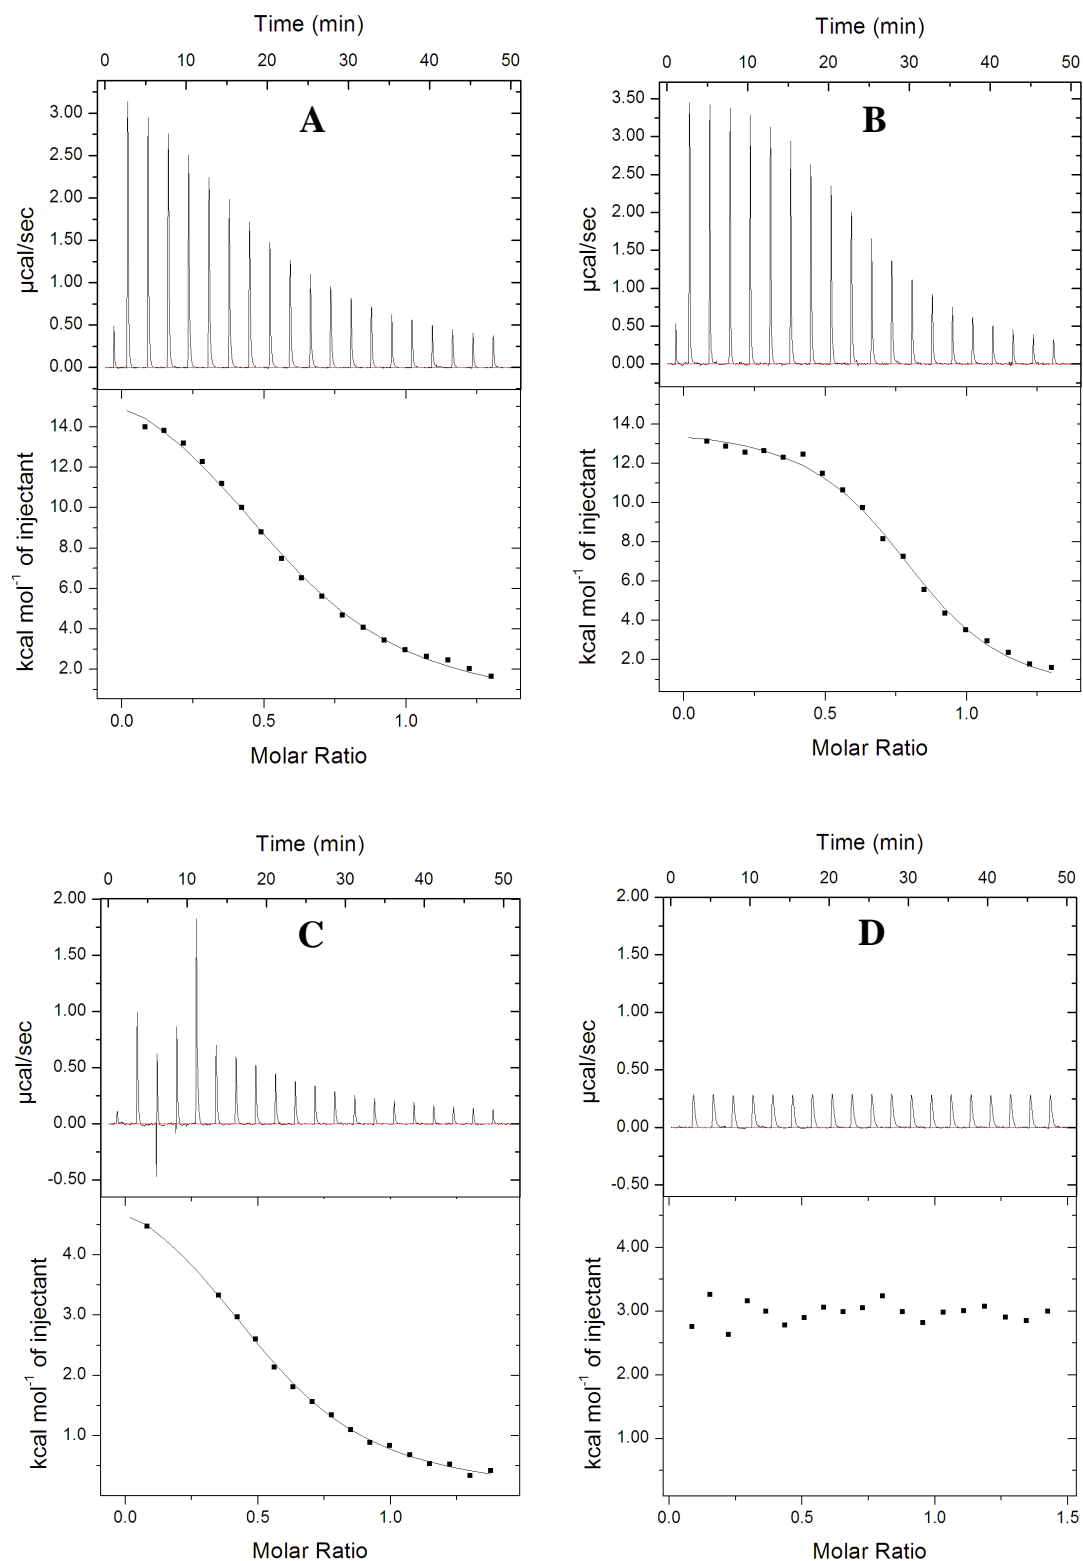 Time (min)
0 10 20 30 40 50
A
3.00
2.50
2.00
1.50
1.00
0.50
0.00
µcal/sec
14.0
12.0
10.0
8.0
6.0
4.0
2.0
kcal mol⁻¹ of injectant
0.0 0.5 1.0
Molar Ratio
Time (min)
0 10 20 30 40 50
B
3.50
3.00
2.50
2.00
1.50
1.00
0.50
0.00
µcal/sec
14.0
12.0
10.0
8.0
6.0
4.0
2.0
kcal mol⁻¹ of injectant
0.0 0.5 1.0
Molar Ratio
Time (min)
0 10 20 30 40 50
C
2.00
1.50
1.00
0.50
0.00
-0.50
µcal/sec
4.0
3.0
2.0
1.0
kcal mol⁻¹ of injectant
0.0 0.5 1.0
Molar Ratio
Time (min)
0 10 20 30 40 50
D
2.00
1.50
1.00
0.50
0.00
-0.50
µcal/sec
4.00
3.00
2.00
1.00
kcal mol⁻¹ of injectant
0.0 0.5 1.0 1.5
Molar Ratio